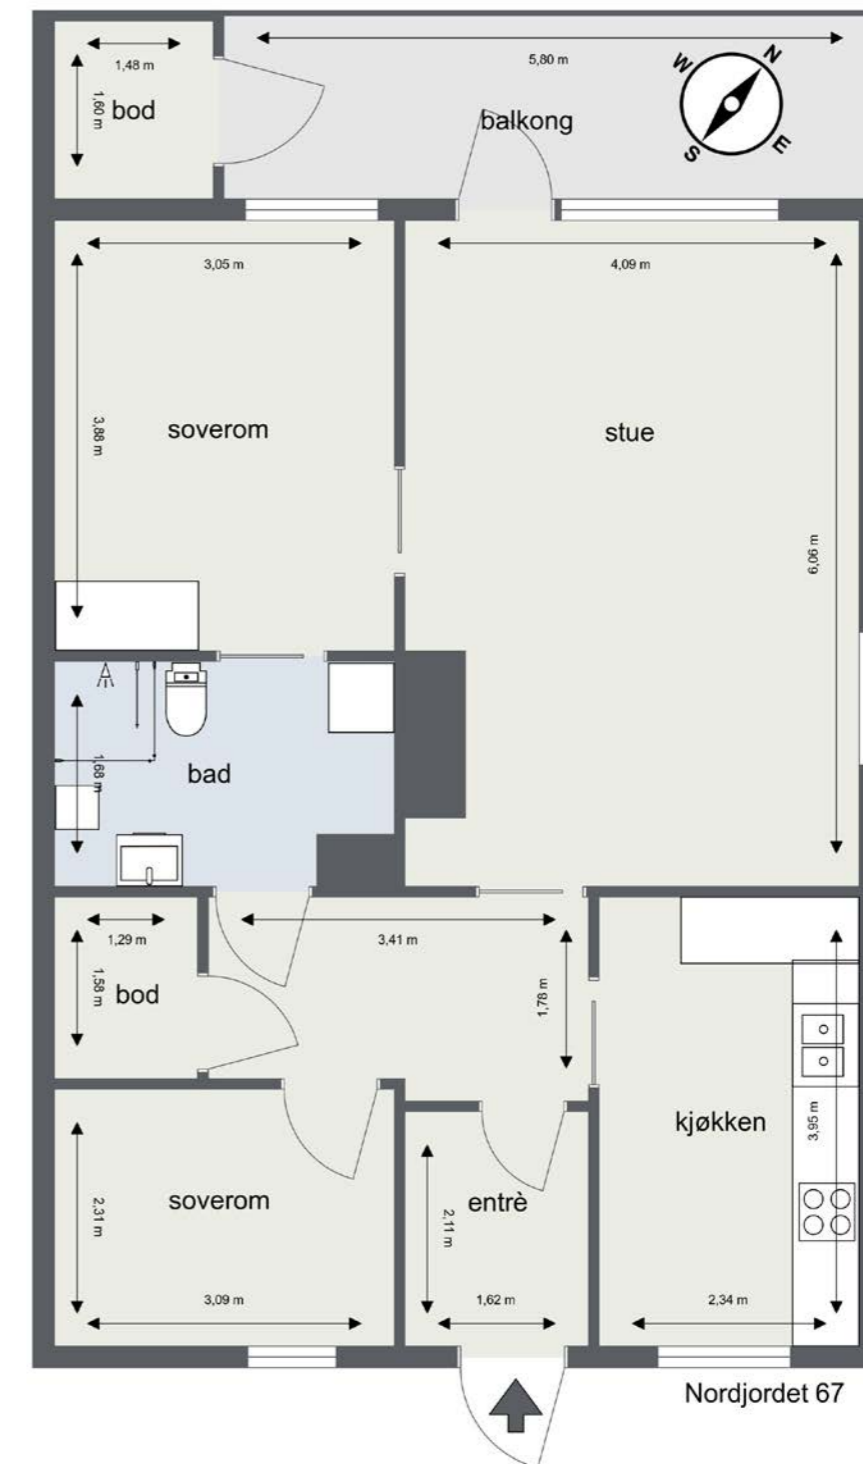 1,48 m
1,60 m
bod
5,80 m
balkong
N
W
E
S
3,05 m
3,88 m
soverom
4,09 m
stue
6,06 m
1,68 m
bad
1,29 m
1,58 m
bod
3,41 m
1,78 m
kjøkken
3,95 m
2,34 m
soverom
2,31 m
3,09 m
entrè
2,11 m
1,62 m
Nordjordet 67